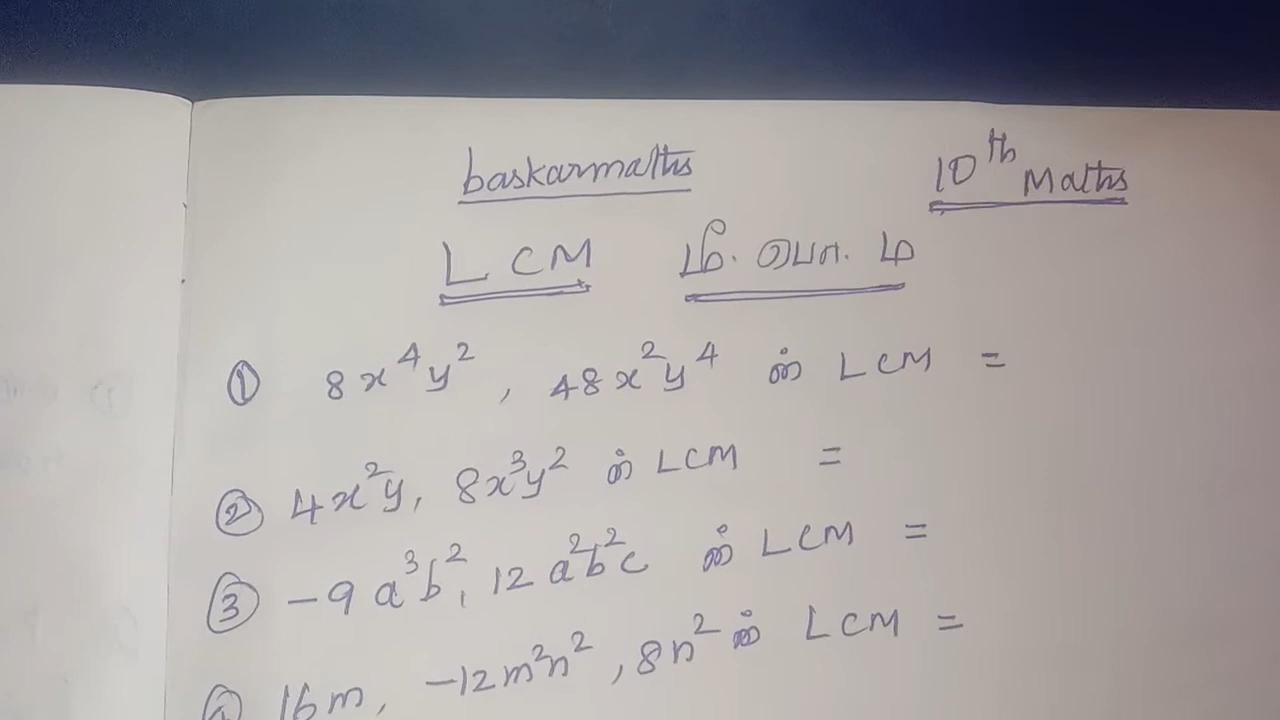 baskarmaths
10th Maths
LCM மீ. பொ. ம
① 8x⁴y², 48x²y⁴ ன் LCM =
② 4x²y, 8x³y² ன் LCM =
③ -9a³b², 12a²b²c ன் LCM =
④ 16m, -12m²n², 8n² ன் LCM =